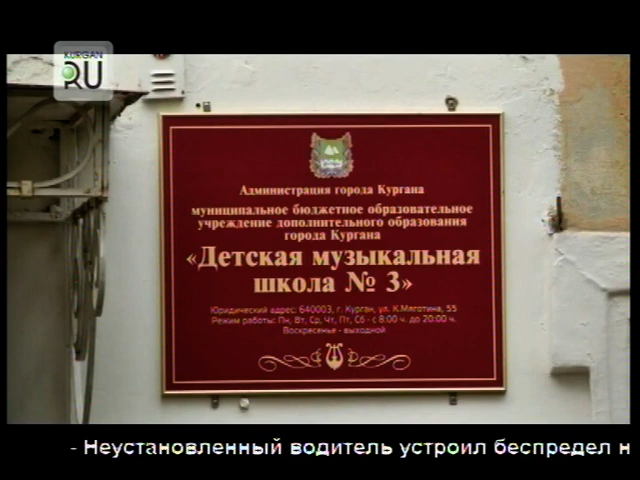 KURGAN
RU
Администрация города Кургана
муниципальное бюджетное образовательное
учреждение дополнительного образования
города Кургана
«Детская музыкальная
школа № 3»
Юридический адрес: 640003, г. Курган, ул. К.Мяготина, 55
Режим работы: Пн, Вт, Ср, Чт, Пт, Сб - с 8:00 ч. до 20:00 ч.
Воскресенье - выходной
- Неустановленный водитель устроил беспредел н